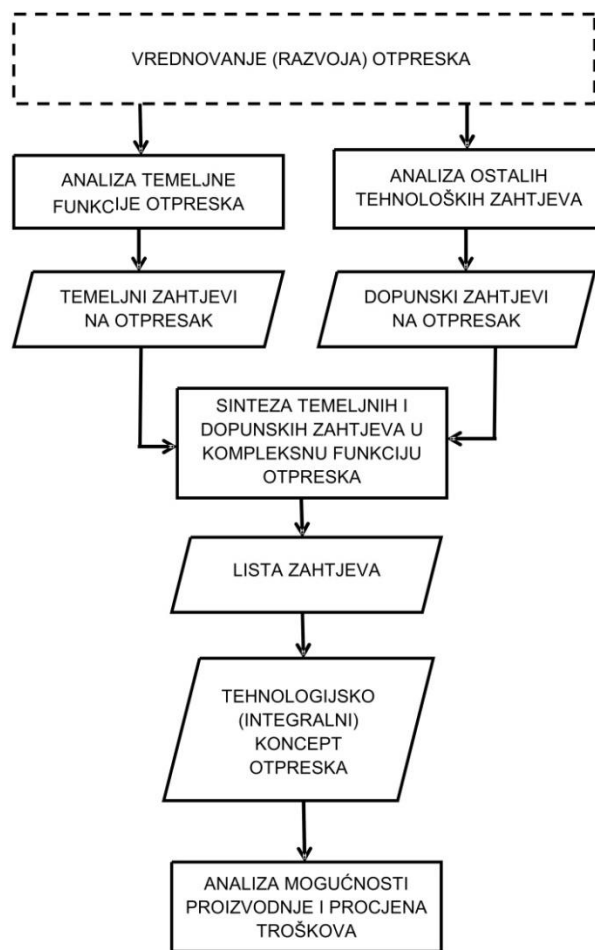 VREDNOVANJE (RAZVOJA) OTPRESKA
ANALIZA TEMELJNE
FUNKCIJE OTPRESKA
ANALIZA OSTALIH
TEHNOLOŠKIH ZAHTJEVA
TEMELJNI ZAHTJEVI
NA OTPRESAK
DOPUNSKI ZAHTJEVI
NA OTPRESAK
SINTEZA TEMELJNIH I
DOPUNSKIH ZAHTJEVA U
KOMPLEKSNU FUNKCIJU
OTPRESKA
LISTA ZAHTJEVA
TEHNOLOGIJSKO
(INTEGRALNI)
KONCEPT
OTPRESKA
ANALIZA MOGUĆNOSTI
PROIZVODNJE I PROCJENA
TROŠKOVA